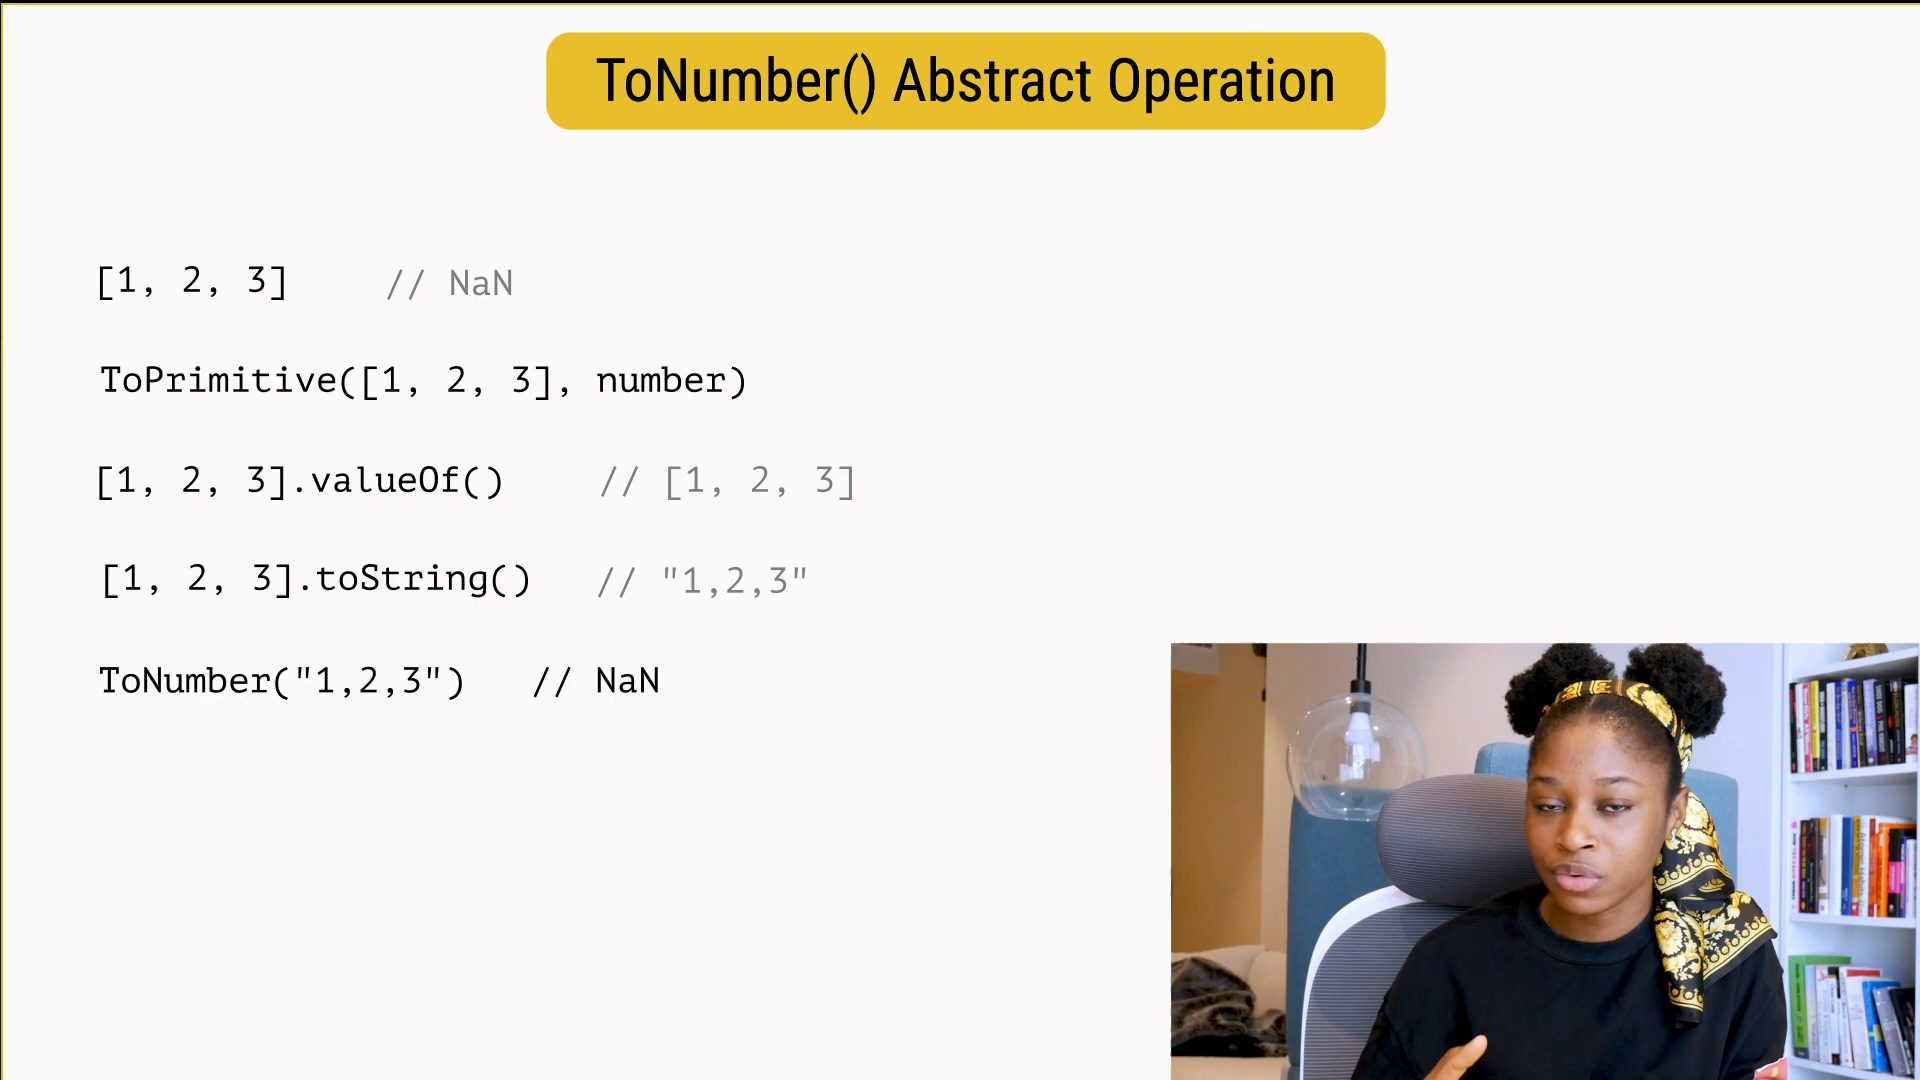 ToNumber() Abstract Operation
[1, 2, 3] // NaN
ToPrimitive([1, 2, 3], number)
[1, 2, 3].valueOf() // [1, 2, 3]
[1, 2, 3].toString() // "1,2,3"
ToNumber("1,2,3") // NaN